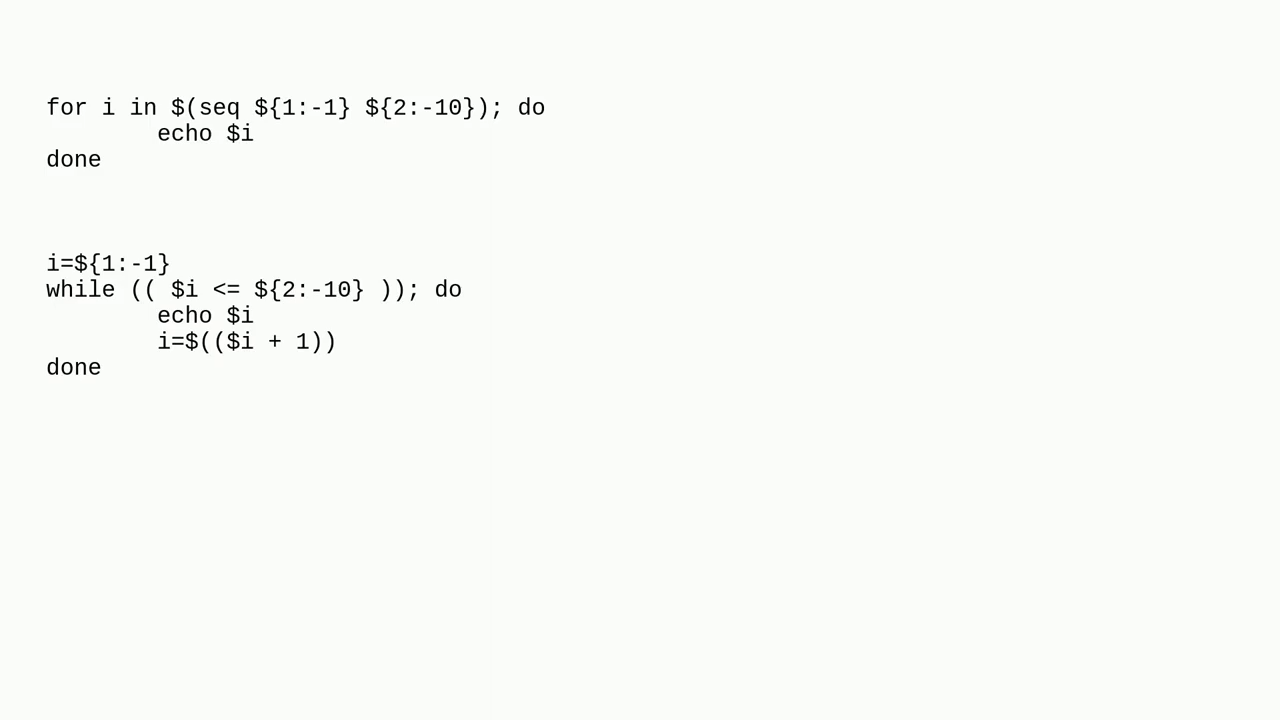 for i in $(seq ${1:-1} ${2:-10}); do
        echo $i
done
i=${1:-1}
while (( $i <= ${2:-10} )); do
        echo $i
        i=$(($i + 1))
done